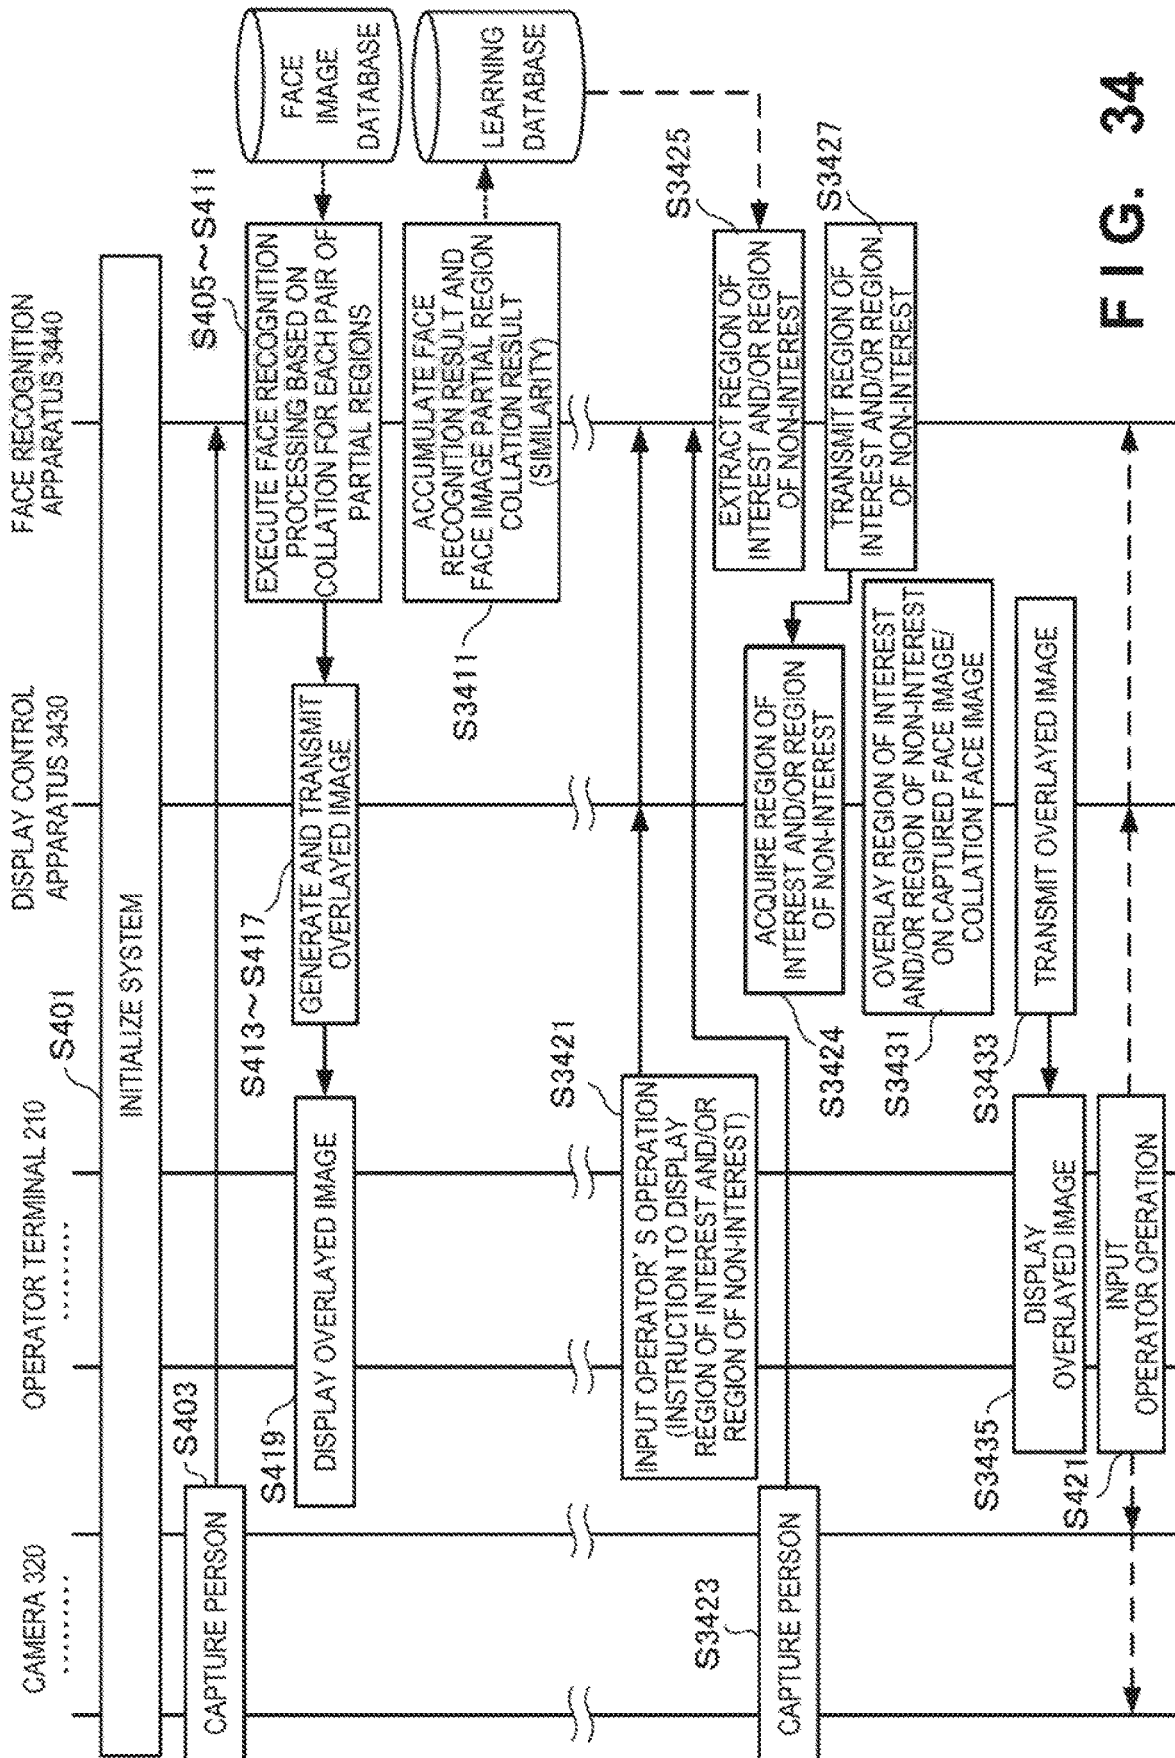 CAMERA 320
OPERATOR TERMINAL 210
DISPLAY CONTROL
APPARATUS 3430
FACE RECOGNITION
APPARATUS 3440
S401
INITIALIZE SYSTEM
S403
CAPTURE PERSON
S405~S411
EXECUTE FACE RECOGNITION
PROCESSING BASED ON
COLLATION FOR EACH PAIR OF
PARTIAL REGIONS
FACE
IMAGE
DATABASE
S413~S417
GENERATE AND TRANSMIT
OVERLAYED IMAGE
S419
DISPLAY OVERLAYED IMAGE
S3411
ACCUMULATE FACE
RECOGNITION RESULT AND
FACE IMAGE PARTIAL REGION
COLLATION RESULT
(SIMILARITY)
LEARNING
DATABASE
S3421
INPUT OPERATOR'S OPERATION
(INSTRUCTION TO DISPLAY
REGION OF INTEREST AND/OR
REGION OF NON-INTEREST)
S3423
CAPTURE PERSON
S3425
EXTRACT REGION OF
INTEREST AND/OR REGION
OF NON-INTEREST
S3424
ACQUIRE REGION OF
INTEREST AND/OR REGION
OF NON-INTEREST
S3427
TRANSMIT REGION OF
INTEREST AND/OR REGION
OF NON-INTEREST
S3431
OVERLAY REGION OF INTEREST
AND/OR REGION OF NON-INTEREST
ON CAPTURED FACE IMAGE/
COLLATION FACE IMAGE
S3433
TRANSMIT OVERLAYED IMAGE
S3435
DISPLAY
OVERLAYED IMAGE
S421
INPUT
OPERATOR OPERATION
FIG. 34